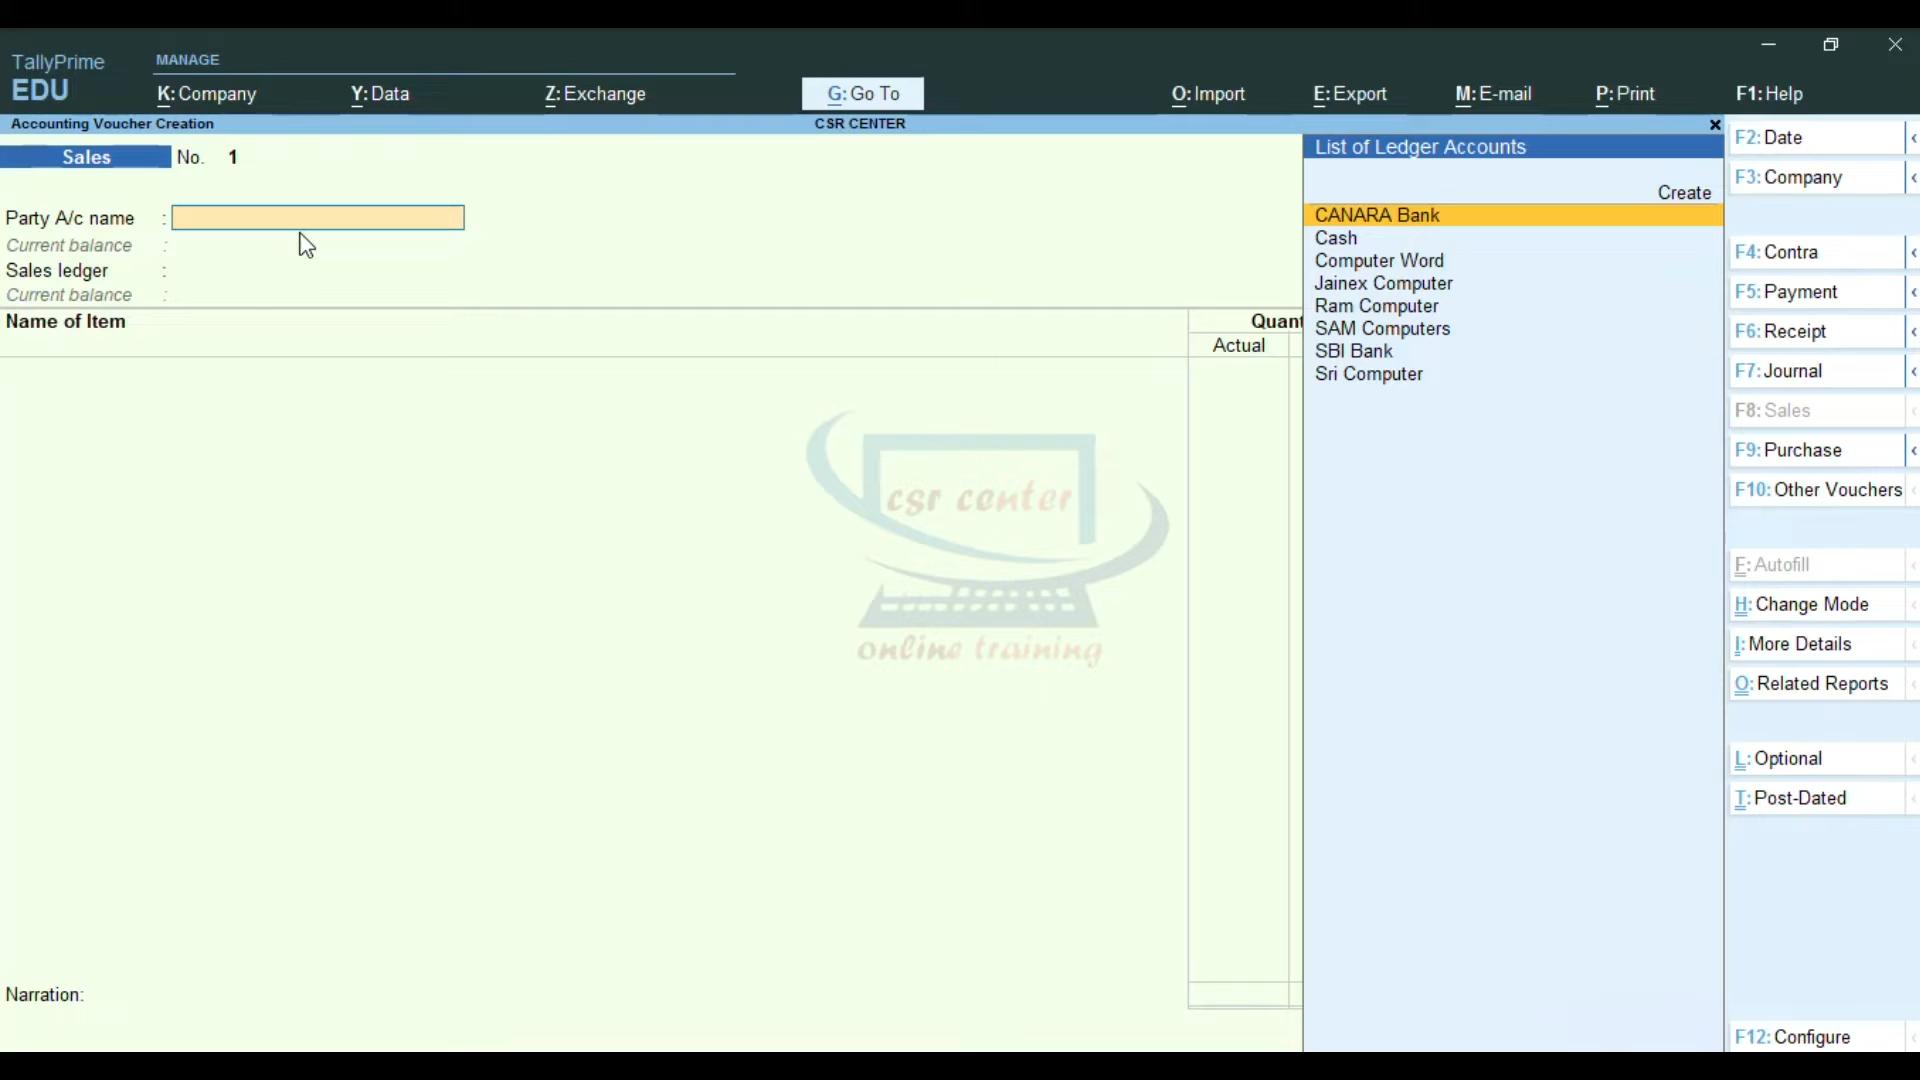 TallyPrime
EDU
MANAGE
K: Company
Y: Data
Z: Exchange
G: Go To
O: Import
E: Export
M: E-mail
P: Print
F1: Help
Accounting Voucher Creation
CSR CENTER
Sales No. 1
Party A/c name :
Current balance :
Sales ledger :
Current balance :
Name of Item
Quant
Actual
csr center
online training
Narration:
List of Ledger Accounts
Create
CANARA Bank
Cash
Computer Word
Jainex Computer
Ram Computer
SAM Computers
SBI Bank
Sri Computer
F2: Date
F3: Company
F4: Contra
F5: Payment
F6: Receipt
F7: Journal
F8: Sales
F9: Purchase
F10: Other Vouchers
F: Autofill
H: Change Mode
I: More Details
O: Related Reports
L: Optional
T: Post-Dated
F12: Configure